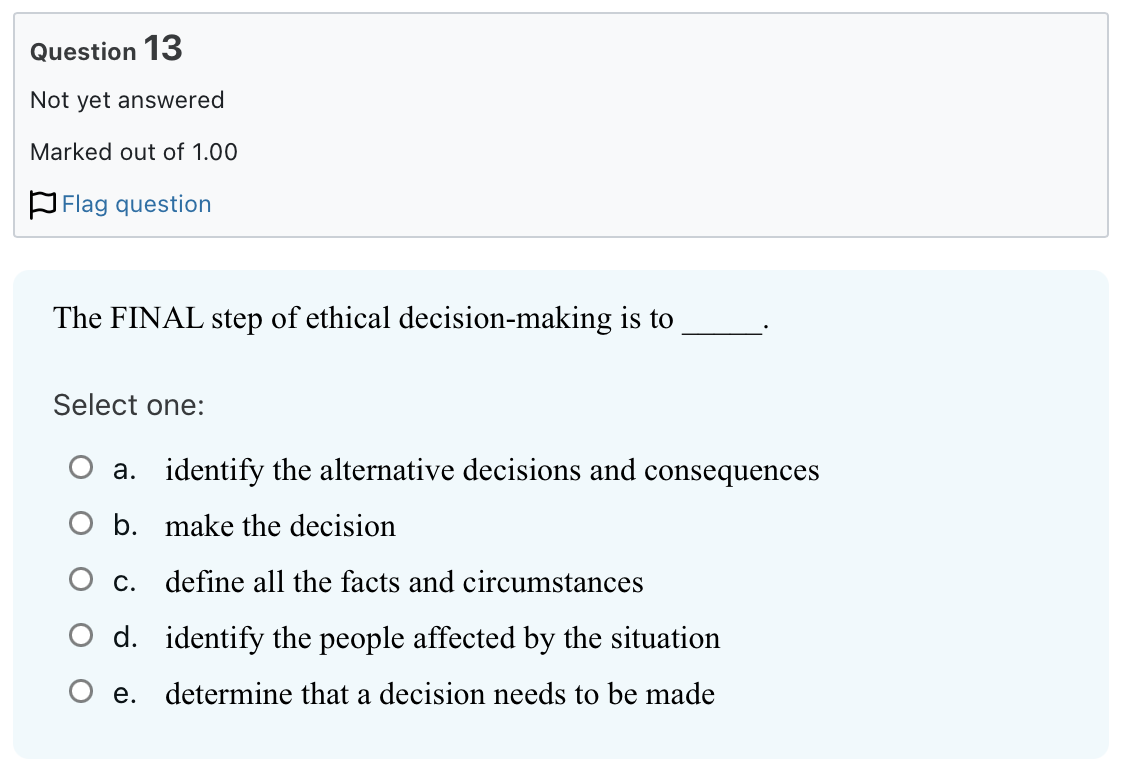 Question 13
Not yet answered
Marked out of 1.00
Flag question
The FINAL step of ethical decision-making is to _____.
Select one:
a. identify the alternative decisions and consequences
b. make the decision
c. define all the facts and circumstances
d. identify the people affected by the situation
e. determine that a decision needs to be made